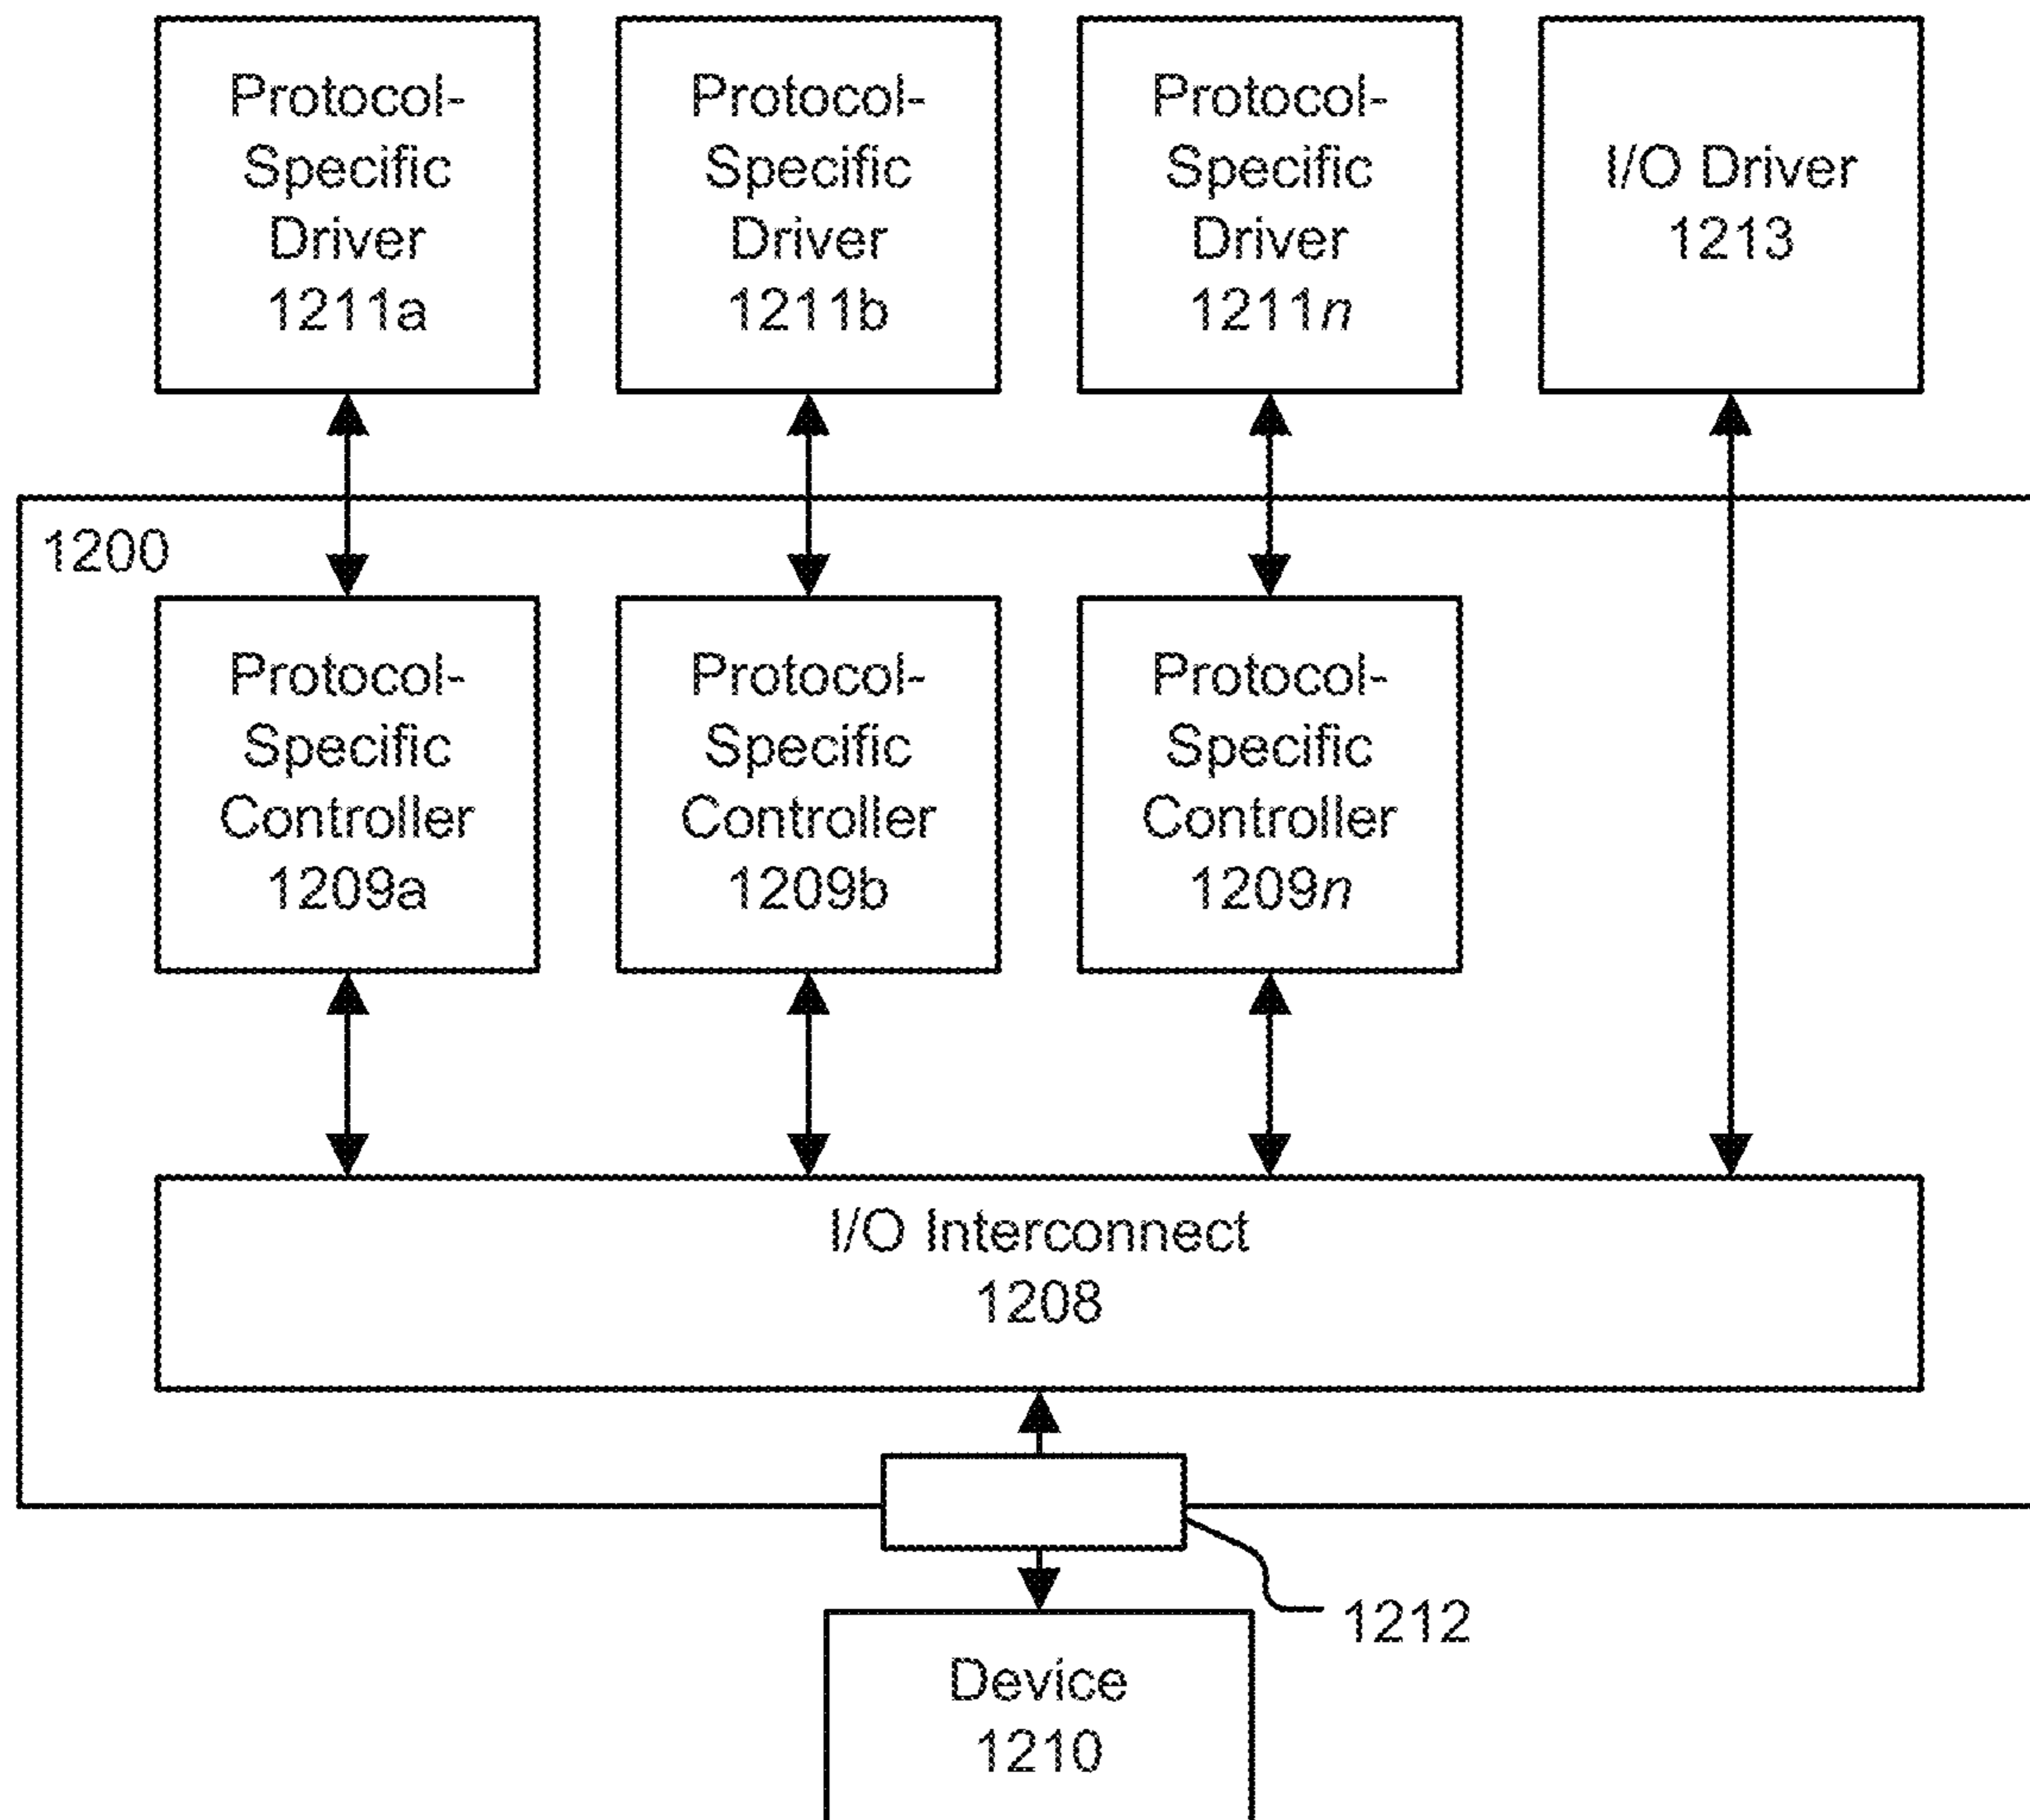 Protocol-
Specific
Driver
1211a
Protocol-
Specific
Driver
1211b
Protocol-
Specific
Driver
1211n
I/O Driver
1213
1200
Protocol-
Specific
Controller
1209a
Protocol-
Specific
Controller
1209b
Protocol-
Specific
Controller
1209n
I/O Interconnect
1208
1212
Device
1210